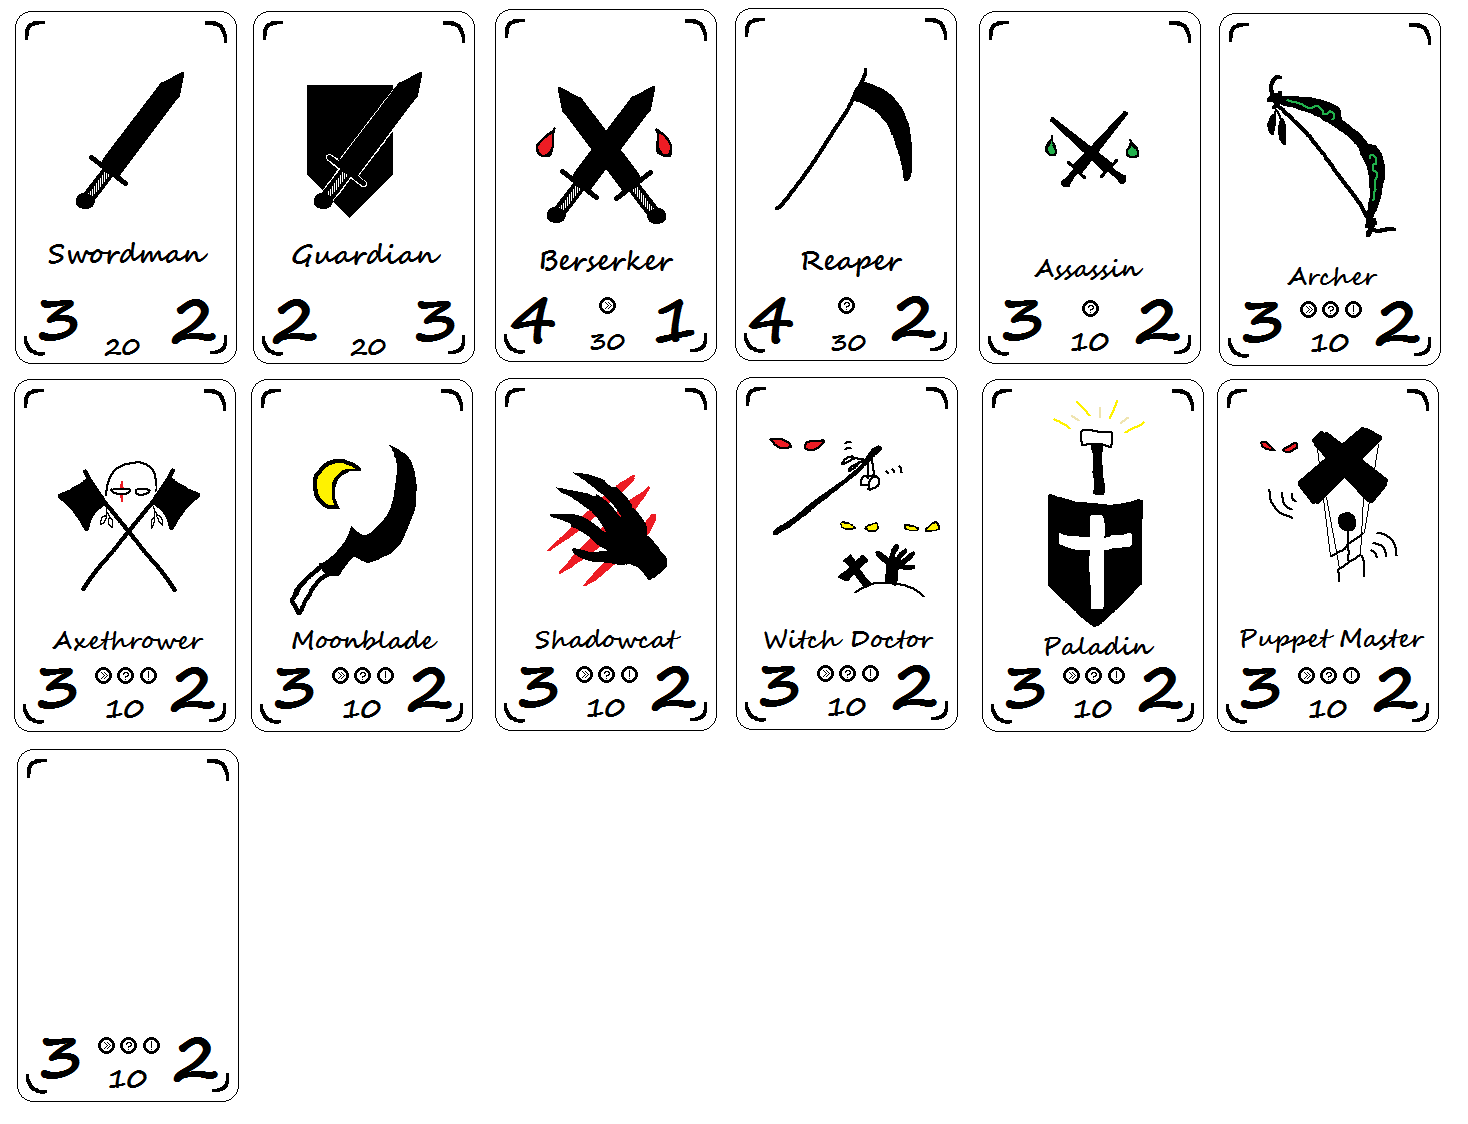 Swordman
3 2
20
Guardian
2 3
20
Berserker
4 » 1
30
Reaper
4 ? 2
30
Assassin
3 ? 2
10
Archer
3 » ? ! 2
10
Axethrower
3 » ? ! 2
10
Moonblade
3 » ? ! 2
10
Shadowcat
3 » ? ! 2
10
Witch Doctor
3 » ? ! 2
10
Paladin
3 » ? ! 2
10
Puppet Master
3 » ? ! 2
10
3 » ? ! 2
10